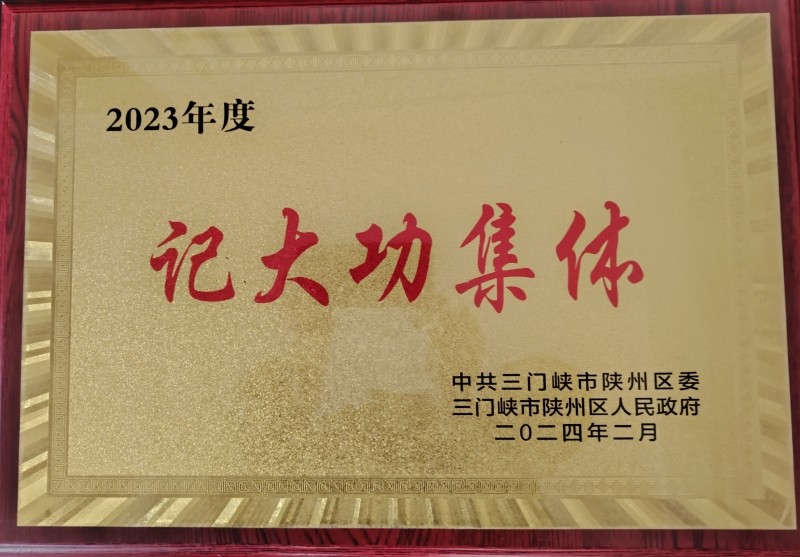 2023年度
记大功集体
中共三门峡市陕州区委
三门峡市陕州区人民政府
二0二四年二月